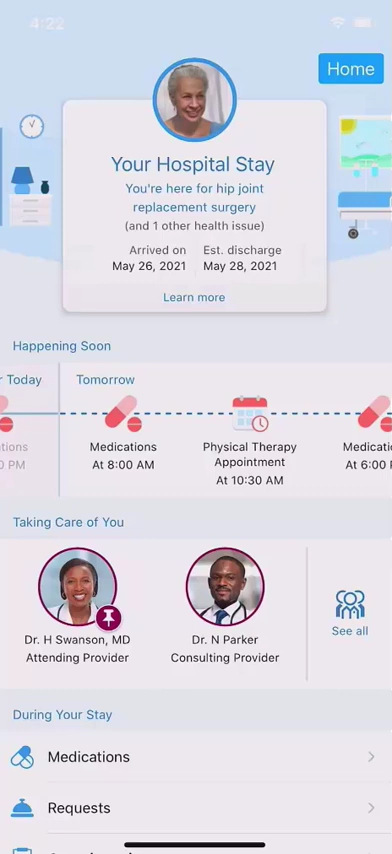 4:22
Home
Your Hospital Stay
You're here for hip joint
replacement surgery
(and 1 other health issue)
Arrived on Est. discharge
May 26, 2021 May 28, 2021
Learn more
Happening Soon
Today Tomorrow
Medications Physical Therapy
Appointment
At 8:00 AM At 10:30 AM At 6:00
PM
Taking Care of You
Dr. H Swanson, MD Dr. N Parker
Attending Provider Consulting Provider
See all
During Your Stay
Medications
Requests